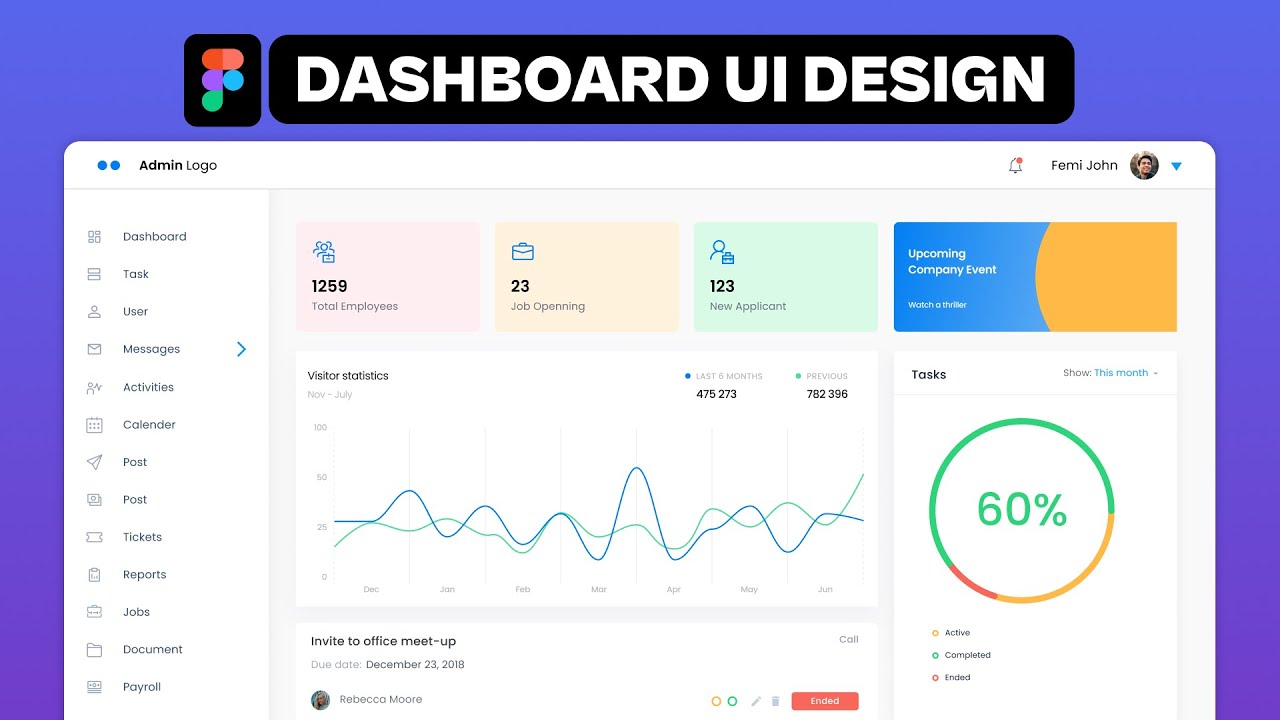 DASHBOARD UI DESIGN
Admin Logo
Femi John
Dashboard
Task
User
Messages
Activities
Calender
Post
Post
Tickets
Reports
Jobs
Document
Payroll
1259
Total Employees
23
Job Openning
123
New Applicant
Upcoming
Company Event
Watch a thriller
Visitor statistics
Nov - July
LAST 6 MONTHS
475 273
PREVIOUS
782 396
100
50
25
0
Dec Jan Feb Mar Apr May Jun
Tasks
Show: This month
60%
Active
Completed
Ended
Invite to office meet-up
Call
Due date: December 23, 2018
Rebecca Moore
Ended